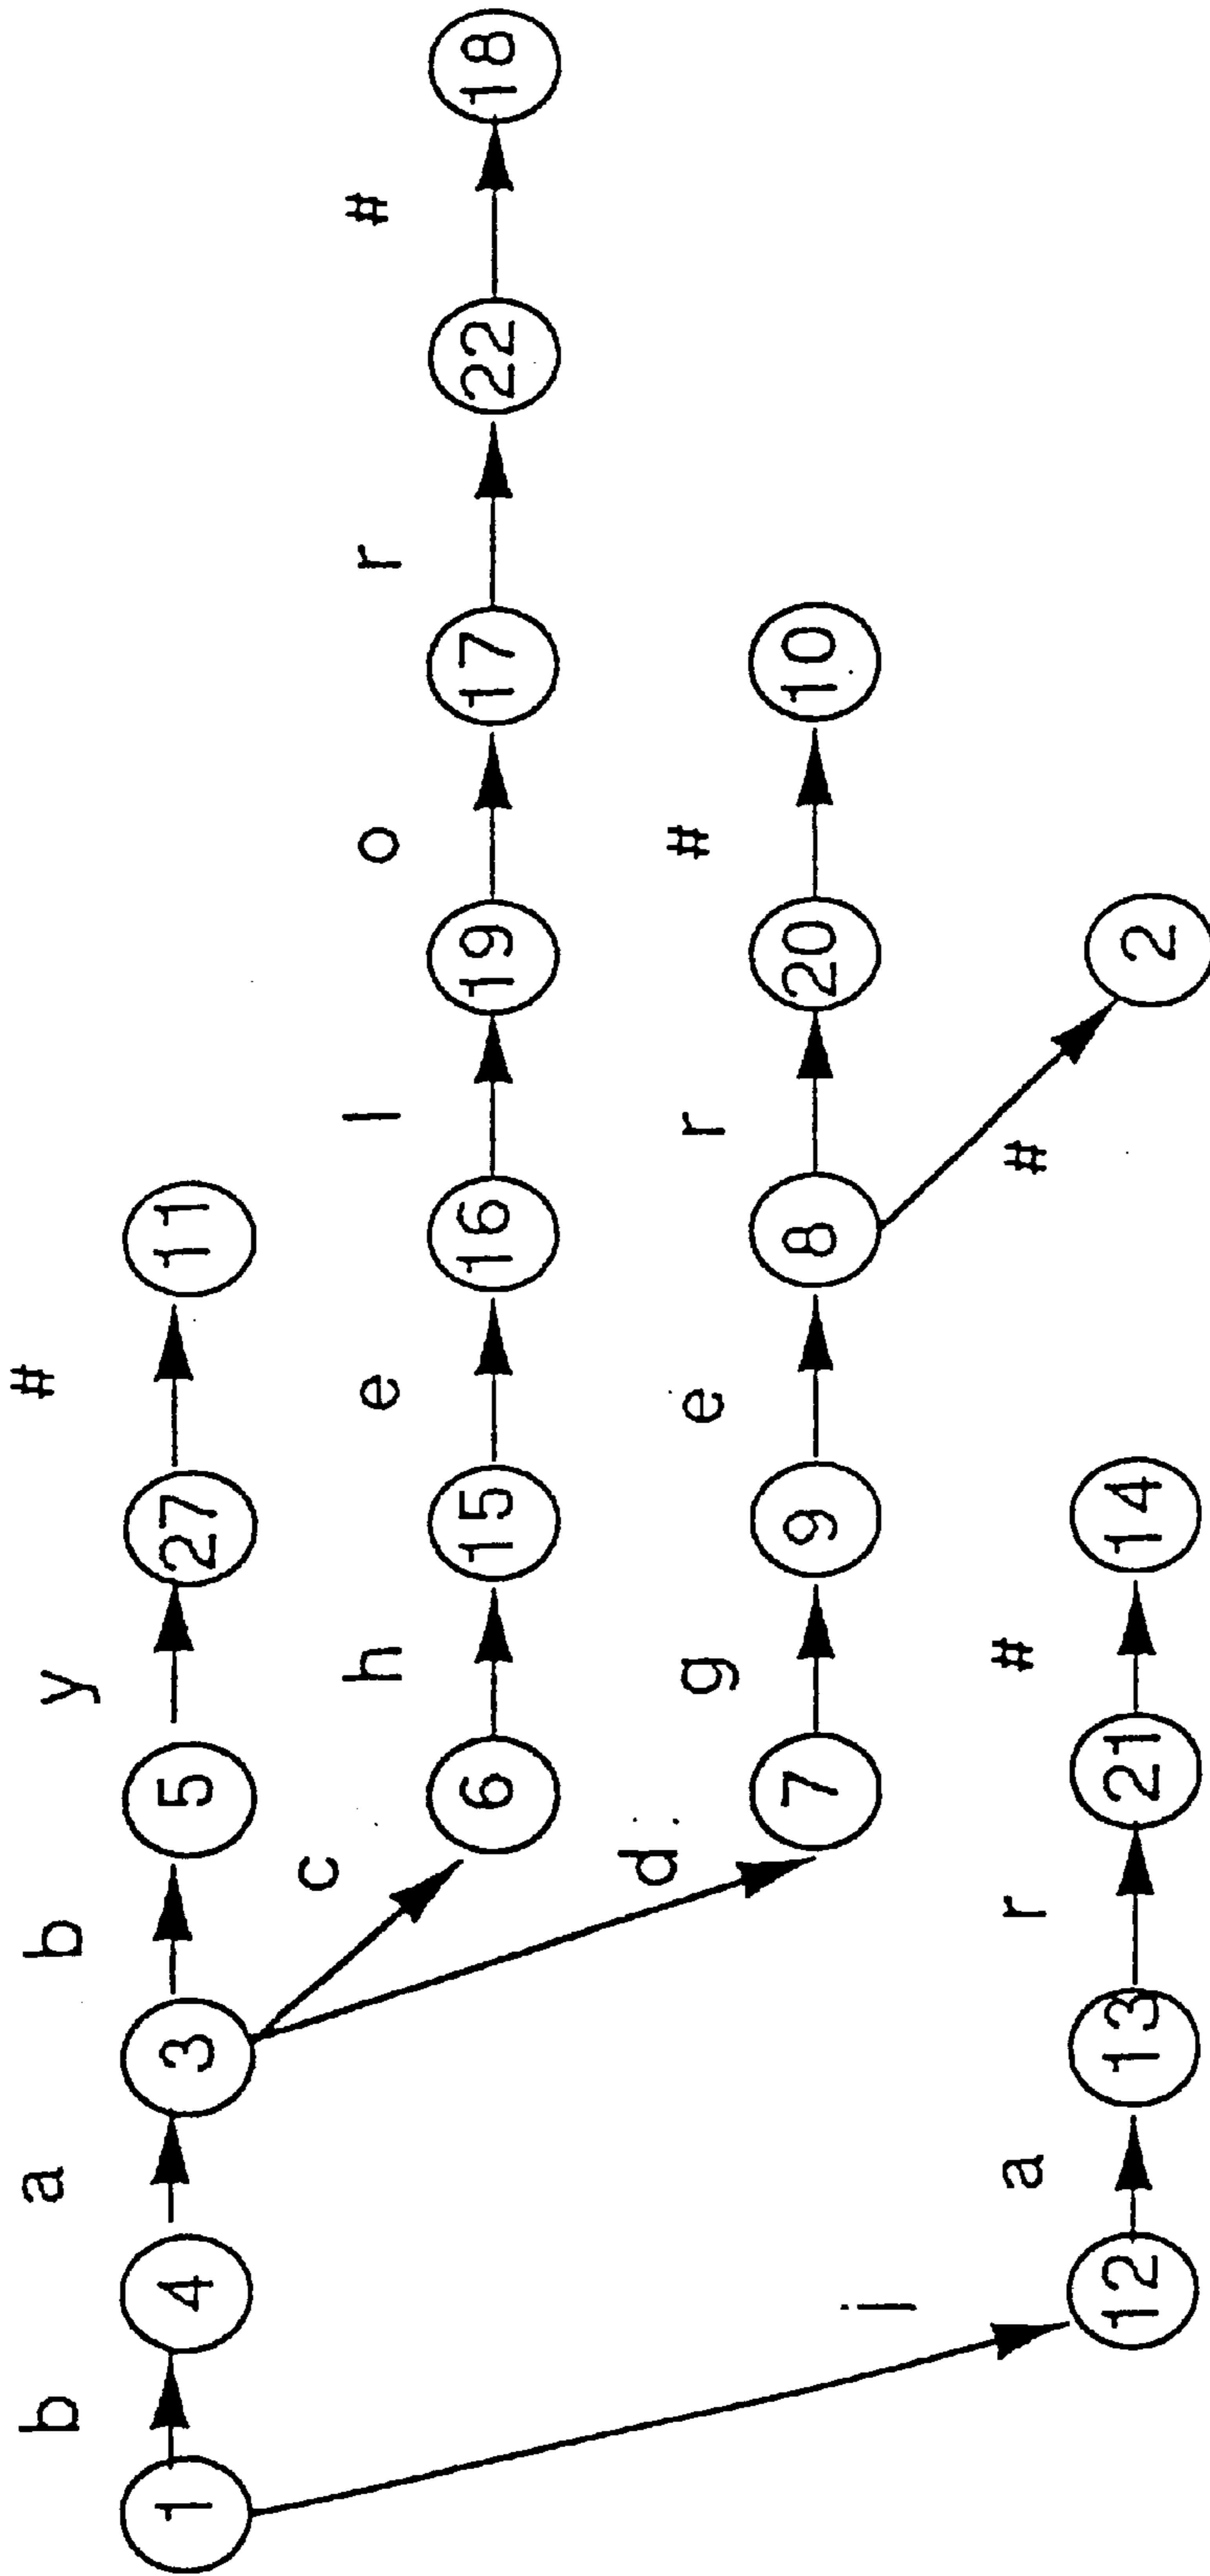 b a b y #
1 4 3 5 27 11
c h e l o r #
6 15 16 19 17 22 18
d g e r #
7 9 8 20 10
#
2
j a r #
12 13 21 14